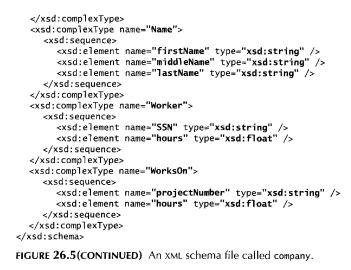 </xsd:complexType>
<xsd:complexType name="Name">
<xsd:sequence>
<xsd:element name="firstName" type="xsd:string" />
<xsd:element name="middleName" type="xsd:string" />
<xsd:element name="lastName" type="xsd:string" />
</xsd:sequence>
</xsd:complexType>
<xsd:complexType name="Worker">
<xsd:sequence>
<xsd:element name="SSN" type="xsd:string" />
<xsd:element name="hours" type="xsd:float" />
</xsd:sequence>
</xsd:complexType>
<xsd:complexType name="WorksOn">
<xsd:sequence>
<xsd:element name="projectNumber" type="xsd:string" />
<xsd:element name="hours" type="xsd:float" />
</xsd:sequence>
</xsd:complexType>
</xsd:schema>
FIGURE 26.5(CONTINUED) An XML schema file called company.